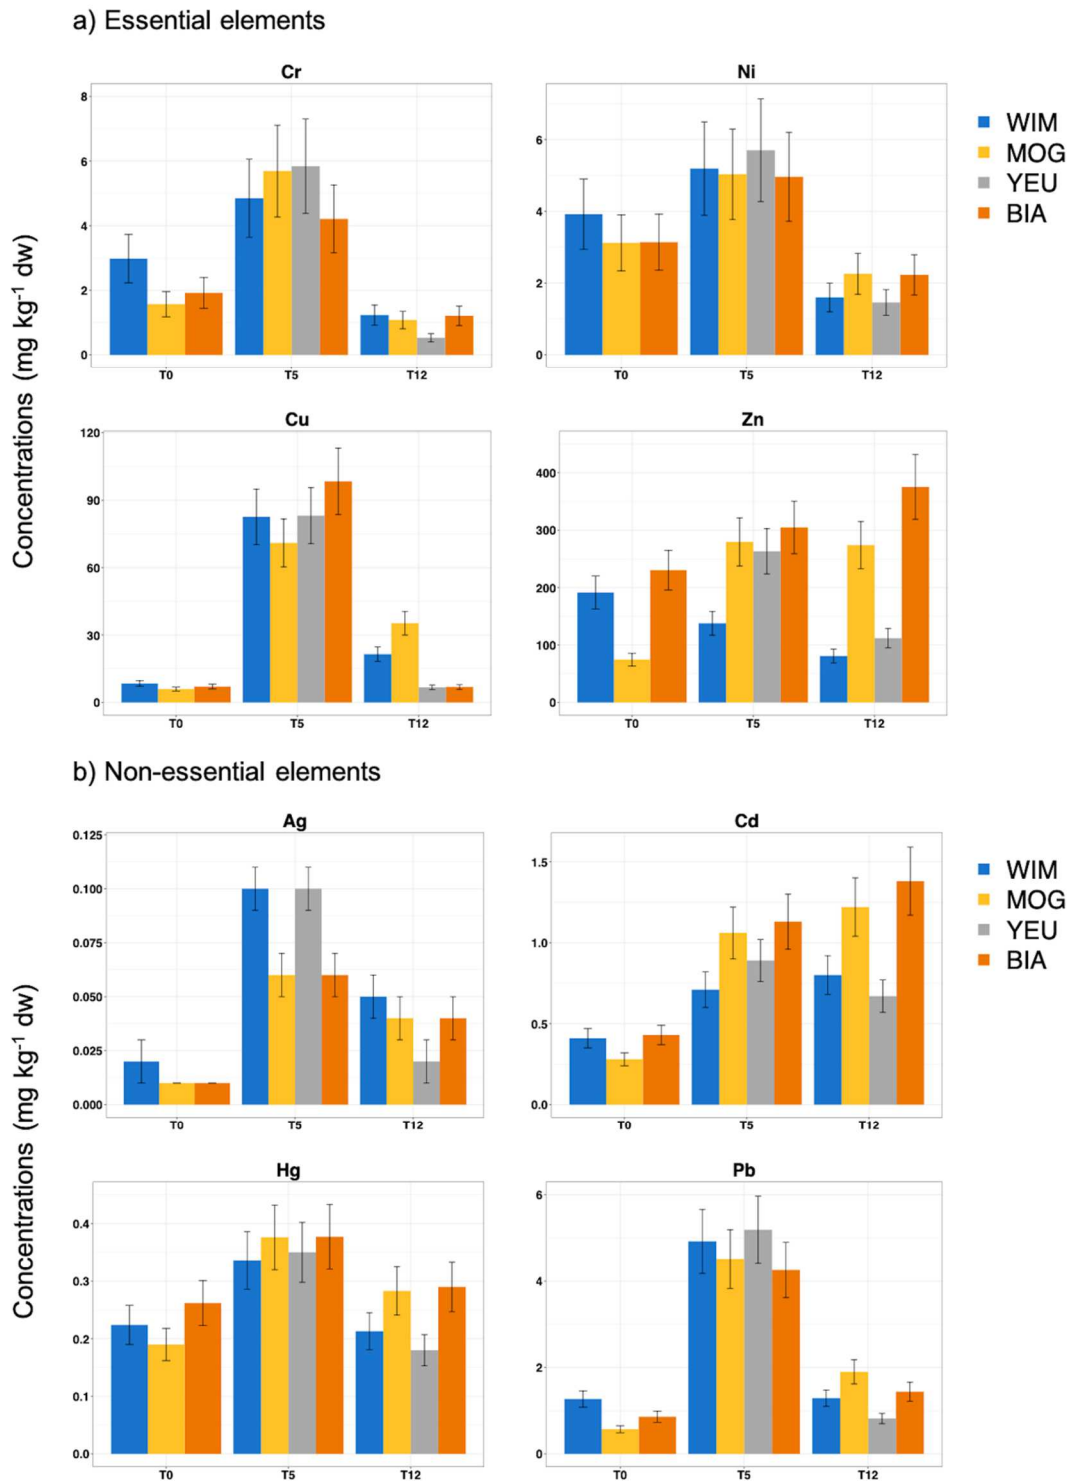 a) Essential elements
Cr
Ni
8
6
4
2
0
T0
T5
T12
6
4
2
0
T0
T5
T12
WIM
MOG
YEU
BIA
Concentrations (mg kg⁻¹ dw)
Cu
Zn
120
90
60
30
0
T0
T5
T12
400
300
200
100
0
T0
T5
T12
b) Non-essential elements
Ag
Cd
0.125
0.100
0.075
0.050
0.025
0.000
T0
T5
T12
1.5
1.0
0.5
0.0
T0
T5
T12
WIM
MOG
YEU
BIA
Concentrations (mg kg⁻¹ dw)
Hg
Pb
0.4
0.3
0.2
0.1
0.0
T0
T5
T12
6
4
2
0
T0
T5
T12